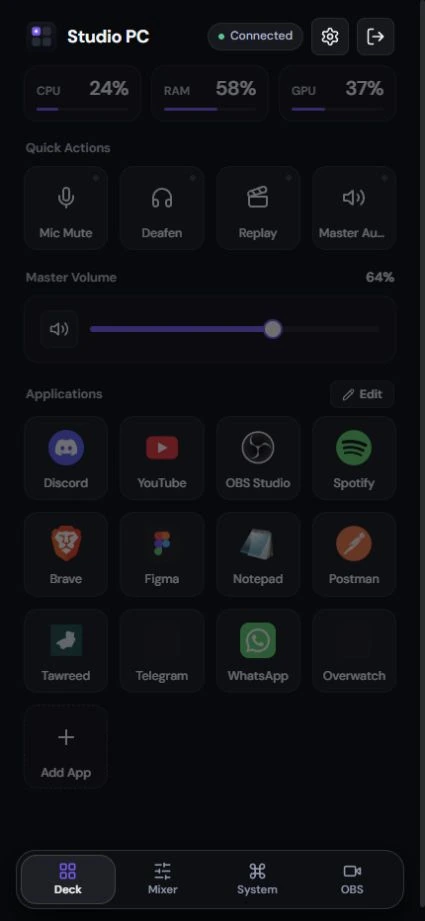 Studio PC
Connected
CPU 24%
RAM 58%
GPU 37%
Quick Actions
Mic Mute
Deafen
Replay
Master Au...
Master Volume 64%
Applications
Edit
Discord
YouTube
OBS Studio
Spotify
Brave
Figma
Notepad
Postman
Tawreed
Telegram
WhatsApp
Overwatch
Add App
Deck
Mixer
System
OBS